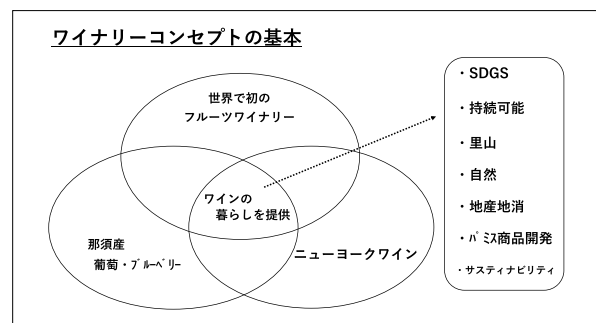 ワイナリーコンセプトの基本
世界で初の
フルーツワイナリー
ワインの
暮らしを提供
那須産
葡萄・ﾌﾞﾙｰﾍﾞﾘｰ
ニューヨークワイン
・SDGS
・持続可能
・里山
・自然
・地産地消
・ﾊﾟﾐｽ商品開発
・サスティナビリティ